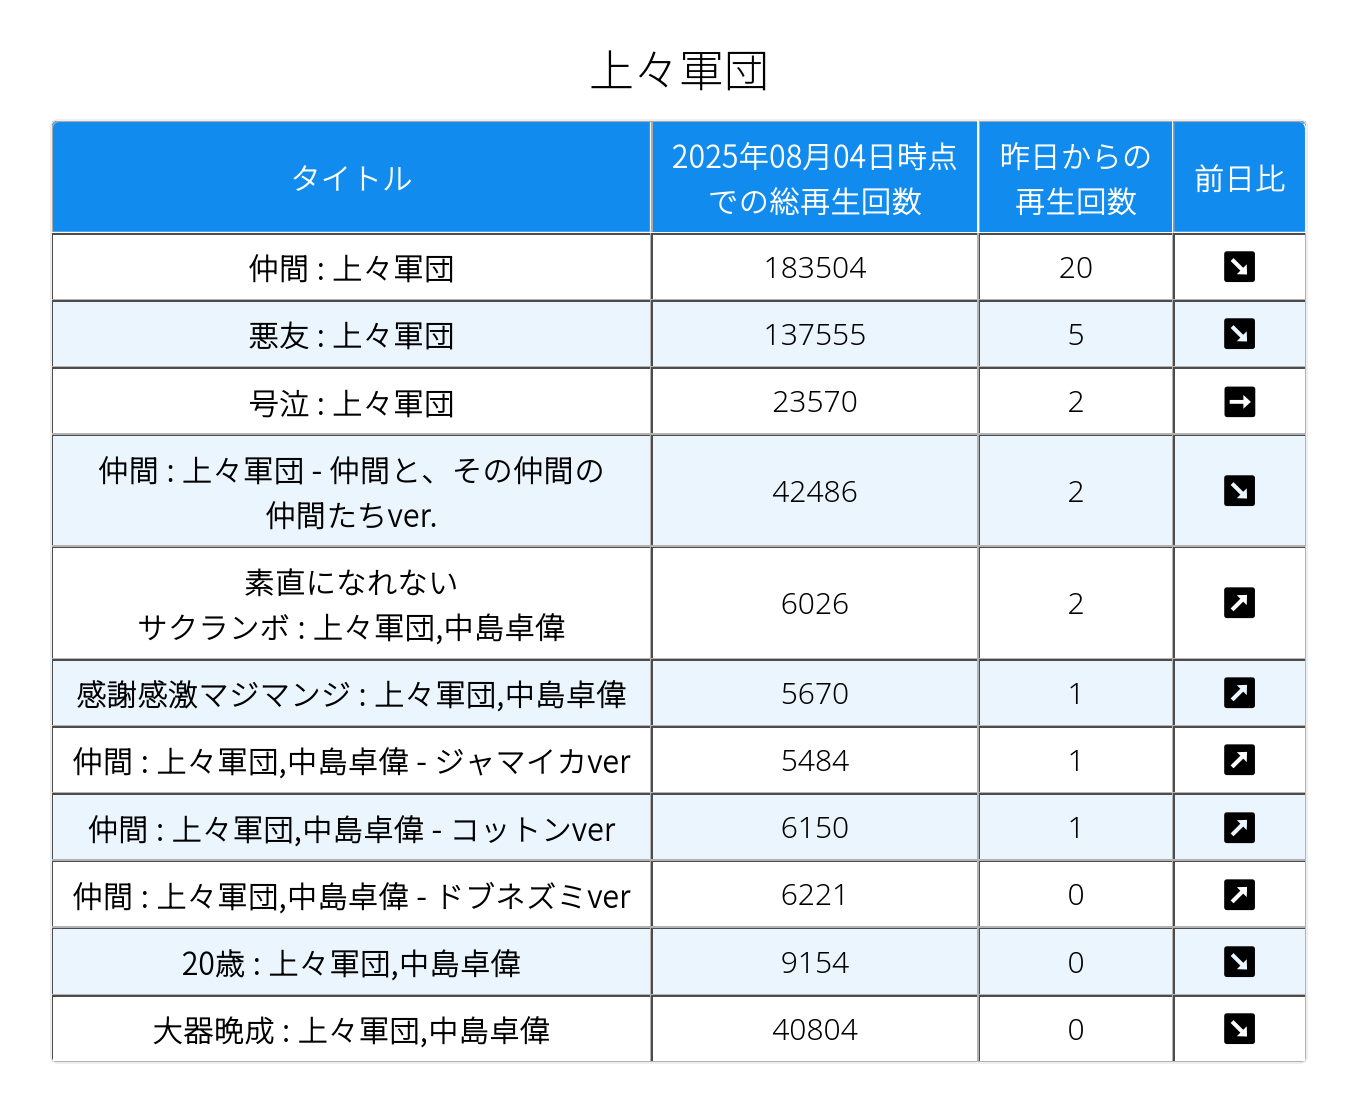 上々軍団
タイトル
2025年08月04日時点
での総再生回数
昨日からの
再生回数
前日比
仲間 : 上々軍団
183504
20
↘
悪友 : 上々軍団
137555
5
↘
号泣 : 上々軍団
23570
2
→
仲間 : 上々軍団 - 仲間と、その仲間の
仲間たちver.
42486
2
↘
素直になれない
サクランボ : 上々軍団,中島卓偉
6026
2
↗
感謝感激マジマンジ : 上々軍団,中島卓偉
5670
1
↗
仲間 : 上々軍団,中島卓偉 - ジャマイカver
5484
1
↗
仲間 : 上々軍団,中島卓偉 - コットンver
6150
1
↗
仲間 : 上々軍団,中島卓偉 - ドブネズミver
6221
0
↗
20歳 : 上々軍団,中島卓偉
9154
0
↘
大器晩成 : 上々軍団,中島卓偉
40804
0
↘